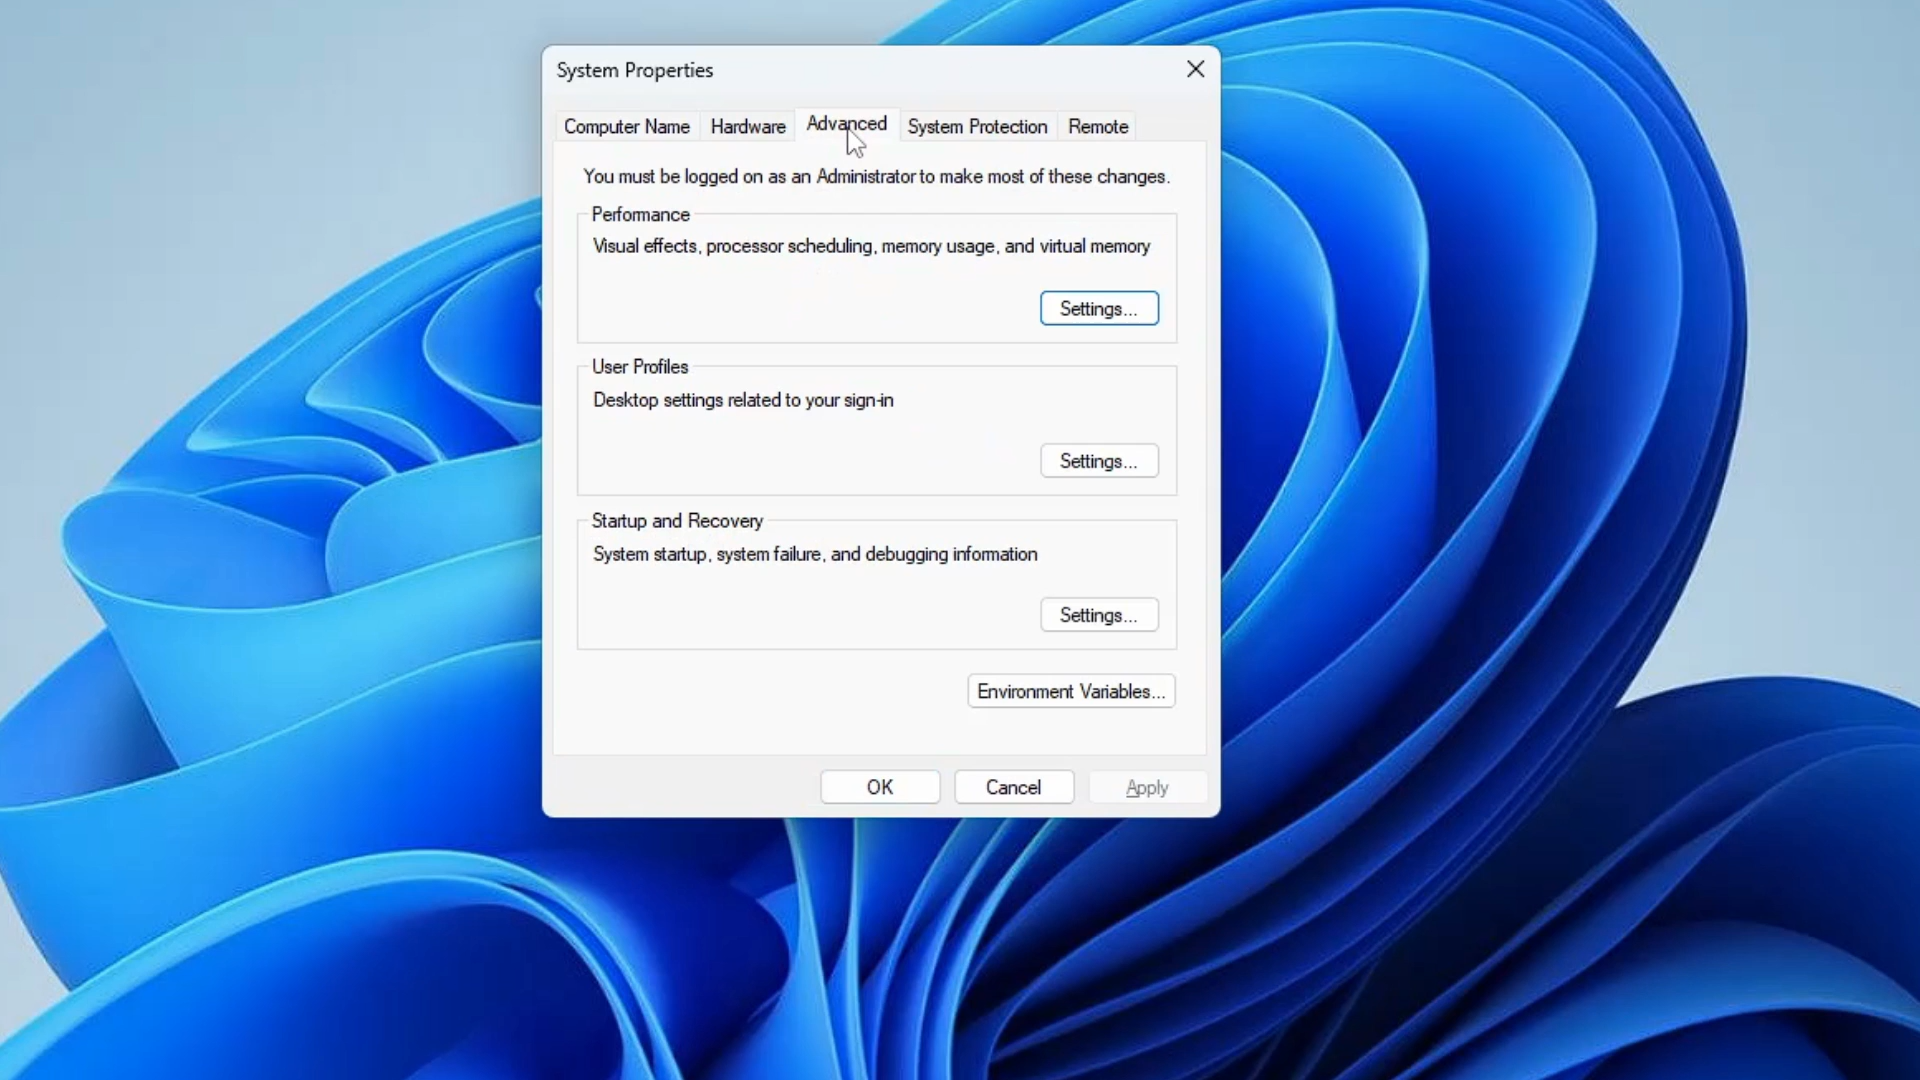 System Properties
Computer Name Hardware Advanced System Protection Remote
You must be logged on as an Administrator to make most of these changes.
Performance
Visual effects, processor scheduling, memory usage, and virtual memory
Settings...
User Profiles
Desktop settings related to your sign-in
Settings...
Startup and Recovery
System startup, system failure, and debugging information
Settings...
Environment Variables...
OK Cancel Apply